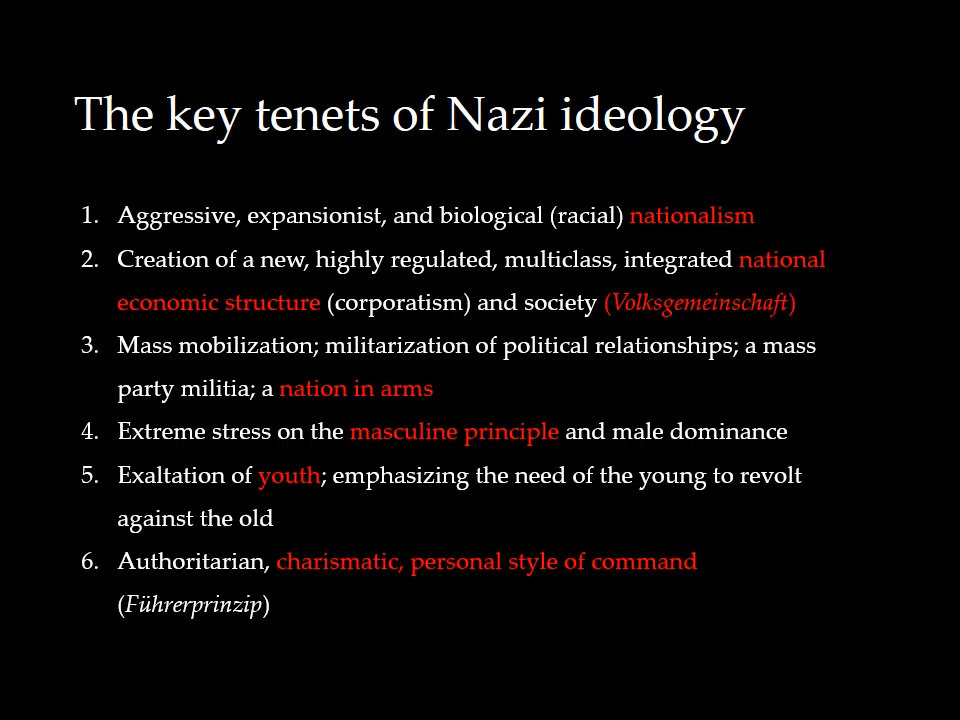 The key tenets of Nazi ideology
1. Aggressive, expansionist, and biological (racial) nationalism
2. Creation of a new, highly regulated, multiclass, integrated national
economic structure (corporatism) and society (Volksgemeinschaft)
3. Mass mobilization; militarization of political relationships; a mass
party militia; a nation in arms
4. Extreme stress on the masculine principle and male dominance
5. Exaltation of youth; emphasizing the need of the young to revolt
against the old
6. Authoritarian, charismatic, personal style of command
(Führerprinzip)